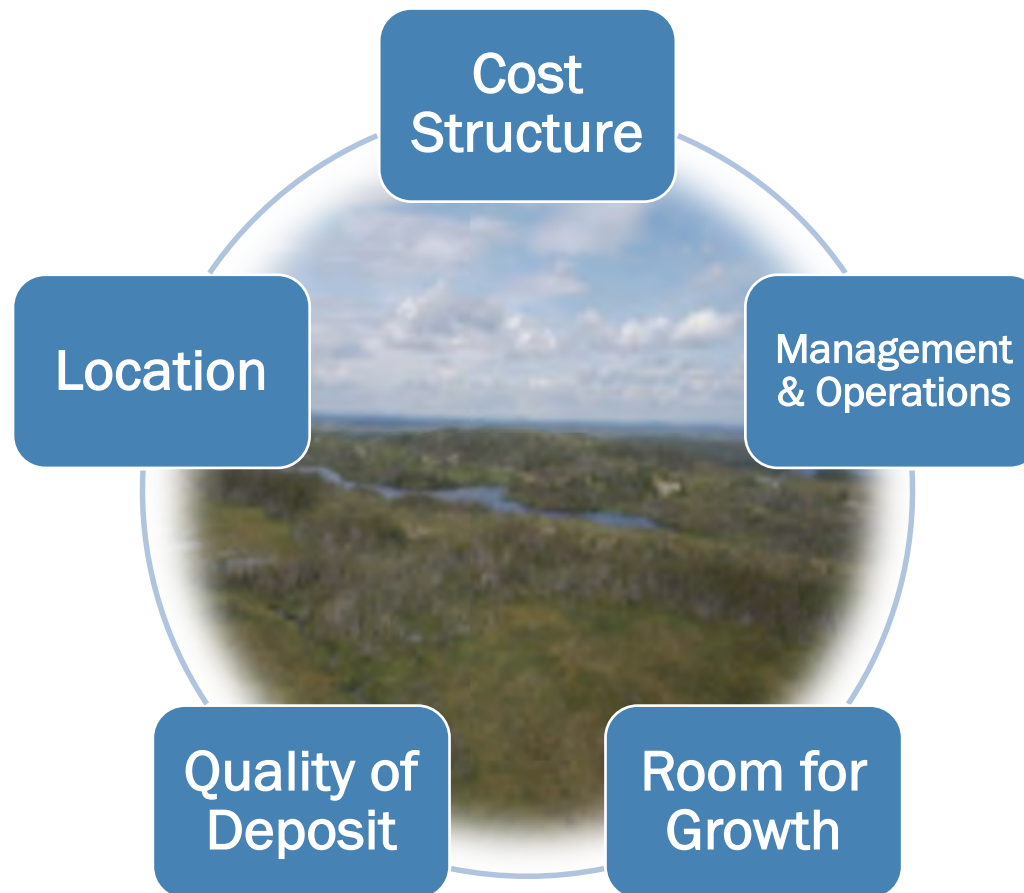 Cost
Structure
Location
Management
& Operations
Quality of
Deposit
Room for
Growth